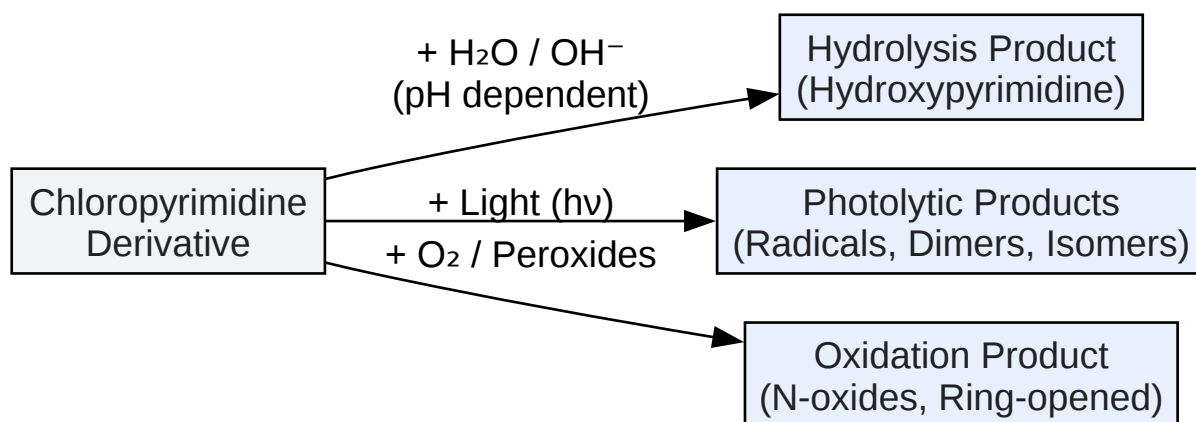 + H₂O / OH⁻
(pH dependent)
Hydrolysis Product
(Hydroxypyrimidine)
Chloropyrimidine
Derivative
+ Light (hν)
Photolytic Products
(Radicals, Dimers, Isomers)
+ O₂ / Peroxides
Oxidation Product
(N-oxides, Ring-opened)